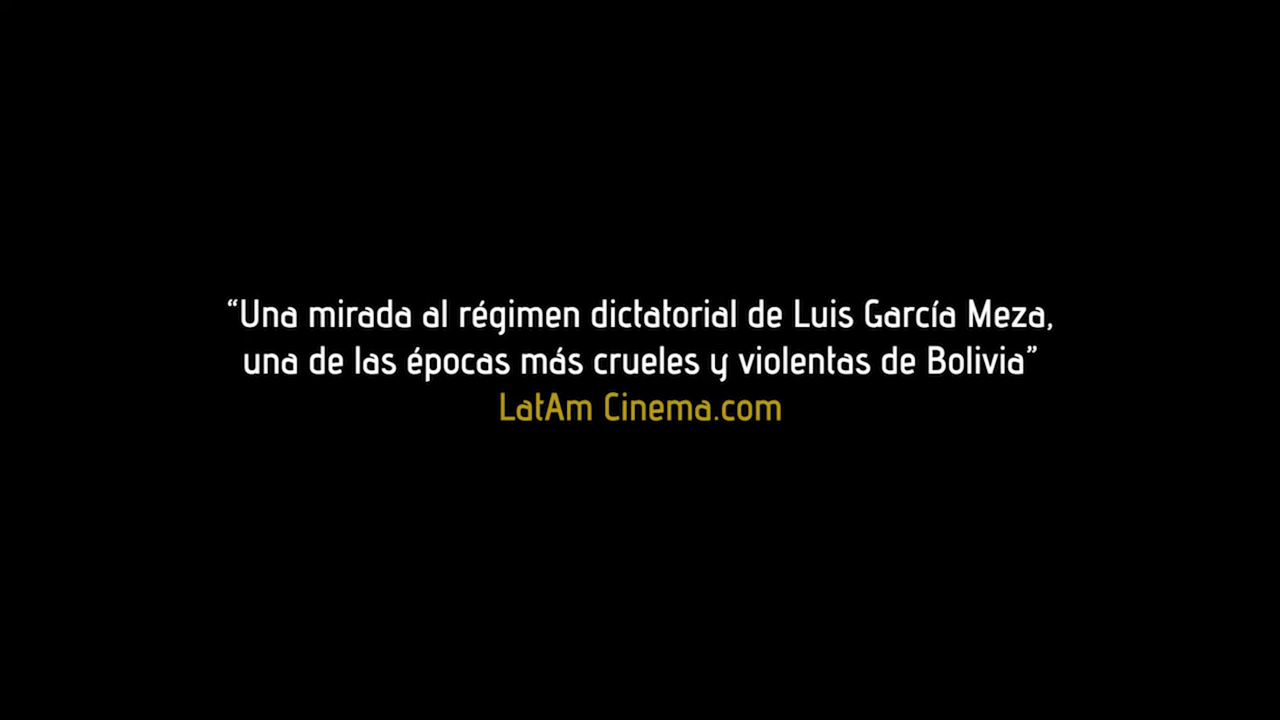 “Una mirada al régimen dictatorial de Luis García Meza,
una de las épocas más crueles y violentas de Bolivia”
LatAm Cinema.com